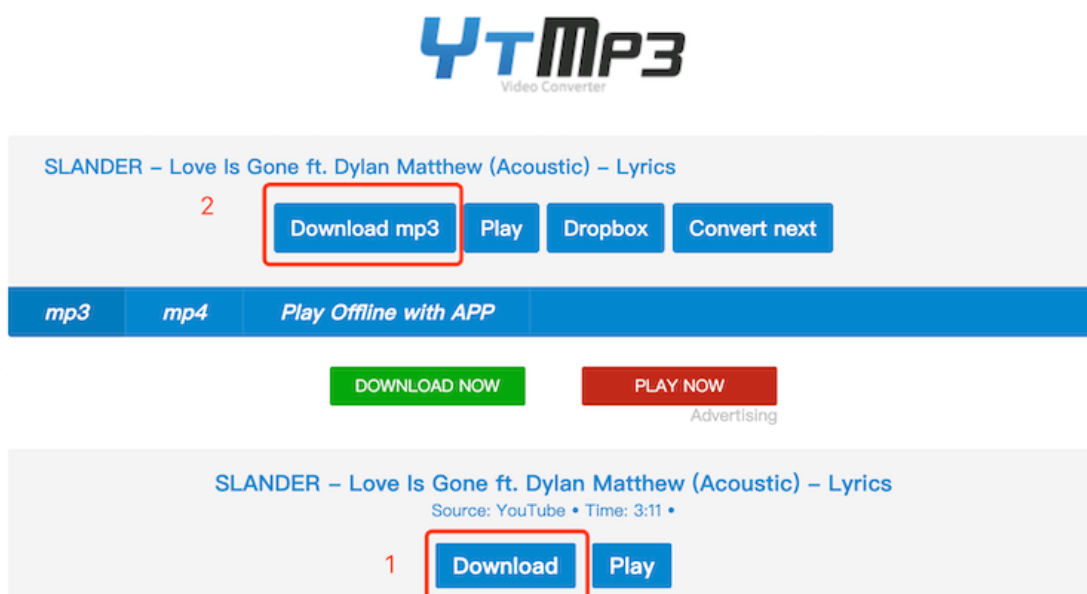 YTMP3
Video Converter
SLANDER – Love Is Gone ft. Dylan Matthew (Acoustic) – Lyrics
2
Download mp3 Play Dropbox Convert next
mp3 mp4 Play Offline with APP
DOWNLOAD NOW PLAY NOW
Advertising
SLANDER – Love Is Gone ft. Dylan Matthew (Acoustic) – Lyrics
Source: YouTube • Time: 3:11 •
1 Download Play